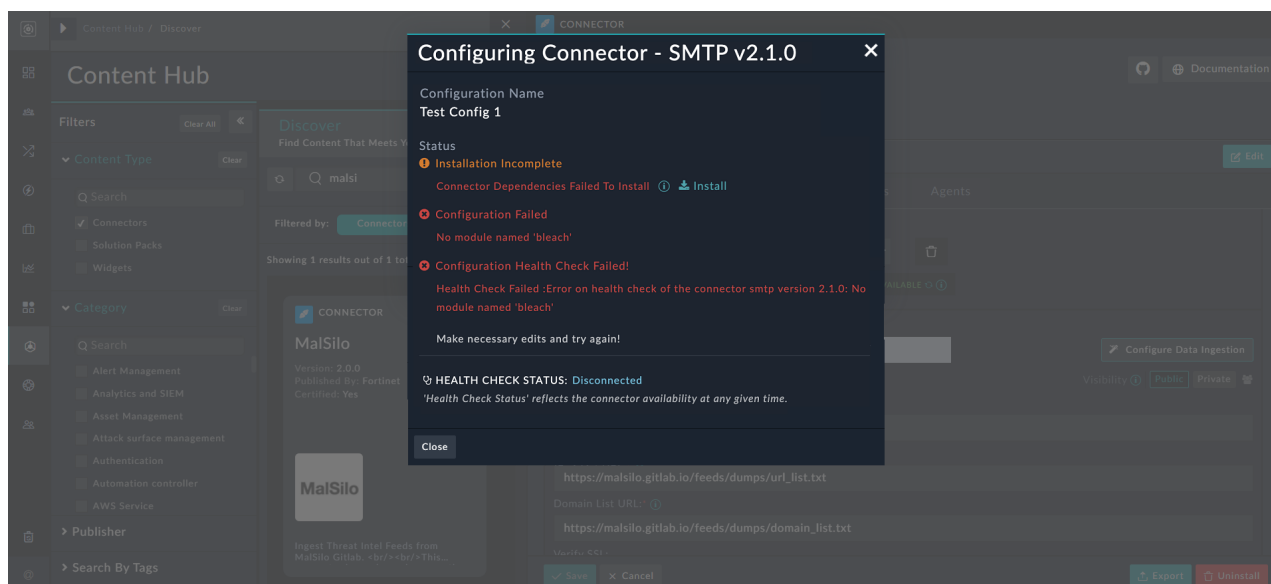 Content Hub / Discover
CONNECTOR
Content Hub
Documentation
Filters
Clear All
Discover
Find Content That Meets Y
Content Type
Clear
Edit
Search
malsi
Agents
Connectors
Solution Packs
Widgets
Filtered by:
Connector
Showing 1 results out of 1 to
Category
Clear
Search
Alert Management
Analytics and SIEM
Asset Management
Attack surface management
Authentication
Automation controller
AWS Service
Publisher
Search By Tags
CONNECTOR
MalSilo
Version: 2.0.0
Published By: Fortinet
Certified: Yes
MalSilo
Ingest Threat Intel Feeds from
MalSilo Gitlab. <br/><br/>This...
Configuring Connector - SMTP v2.1.0
Configuration Name
Test Config 1
Status
Installation Incomplete
Connector Dependencies Failed To Install
Install
Configuration Failed
No module named 'bleach'
Configuration Health Check Failed!
Health Check Failed :Error on health check of the connector smtp version 2.1.0: No
module named 'bleach'
Make necessary edits and try again!
HEALTH CHECK STATUS: Disconnected
'Health Check Status' reflects the connector availability at any given time.
Close
Configure Data Ingestion
Visibility
Public
Private
https://malsilo.gitlab.io/feeds/dumps/url_list.txt
Domain List URL:
https://malsilo.gitlab.io/feeds/dumps/domain_list.txt
Verify SSL:
Save
Cancel
Export
Uninstall